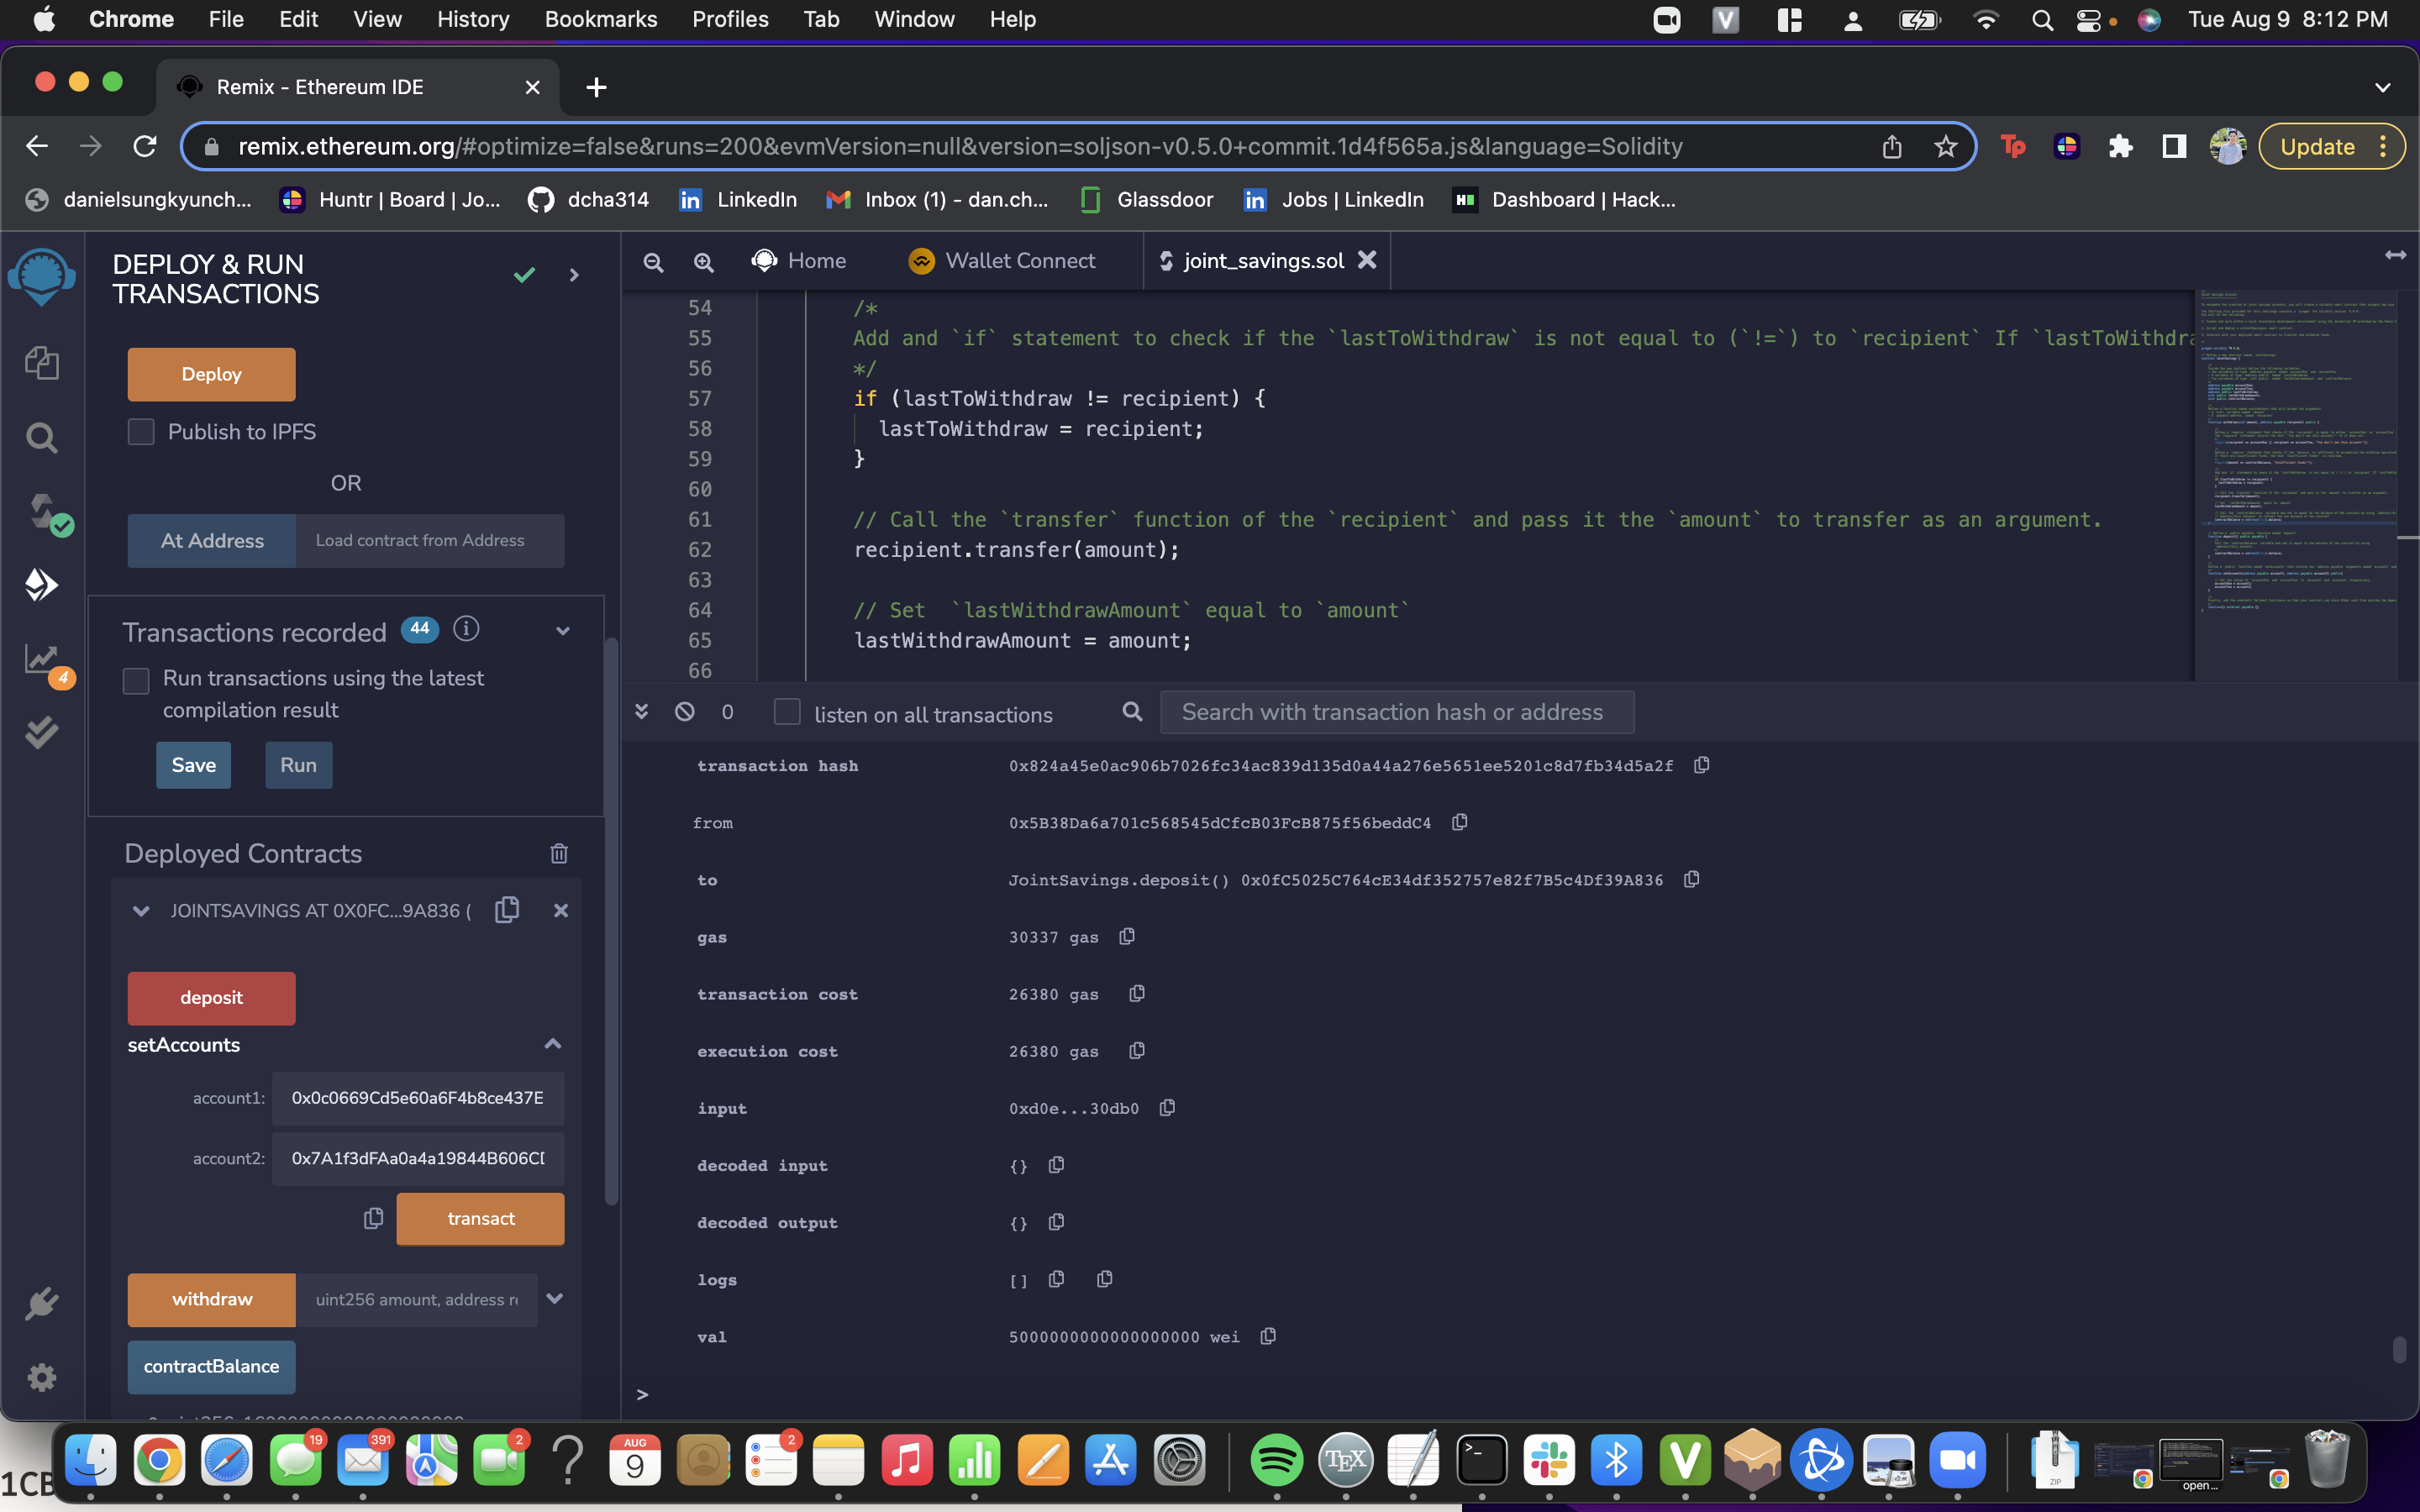 Chrome File Edit View History Bookmarks Profiles Tab Window Help
Tue Aug 9 8:12 PM
Remix - Ethereum IDE
remix.ethereum.org/#optimize=false&runs=200&evmVersion=null&version=soljson-v0.5.0+commit.1d4f565a.js&language=Solidity
Update
danielsungkyunch... Huntr | Board | Jo... dcha314 LinkedIn Inbox (1) - dan.ch... Glassdoor Jobs | LinkedIn Dashboard | Hack...
DEPLOY & RUN
TRANSACTIONS
Deploy
Publish to IPFS
OR
At Address Load contract from Address
Transactions recorded 44
Run transactions using the latest
compilation result
Save Run
Deployed Contracts
JOINTSAVINGS AT 0X0FC...9A836 (
deposit
setAccounts
account1: 0x0c0669Cd5e60a6F4b8ce437E
account2: 0x7A1f3dFAa0a4a19844B606CD
transact
withdraw uint256 amount, address re
contractBalance
4
Home Wallet Connect joint_savings.sol
54 /*
55 Add and `if` statement to check if the `lastToWithdraw` is not equal to (`!=`) to `recipient` If `lastToWithdra
56 */
57 if (lastToWithdraw != recipient) {
58 lastToWithdraw = recipient;
59 }
60
61 // Call the `transfer` function of the `recipient` and pass it the `amount` to transfer as an argument.
62 recipient.transfer(amount);
63
64 // Set  `lastWithdrawAmount` equal to `amount`
65 lastWithdrawAmount = amount;
66
0 listen on all transactions Search with transaction hash or address
transaction hash 0x824a45e0ac906b7026fc34ac839d135d0a44a276e5651ee5201c8d7fb34d5a2f
from 0x5B38Da6a701c568545dCfcB03FcB875f56beddC4
to JointSavings.deposit() 0x0fC5025C764cE34df352757e82f7B5c4Df39A836
gas 30337 gas
transaction cost 26380 gas
execution cost 26380 gas
input 0xd0e...30db0
decoded input {}
decoded output {}
logs []
val 5000000000000000000 wei
>
1CB
19 391 2 AUG 9 2
TEX
ZIP
open...